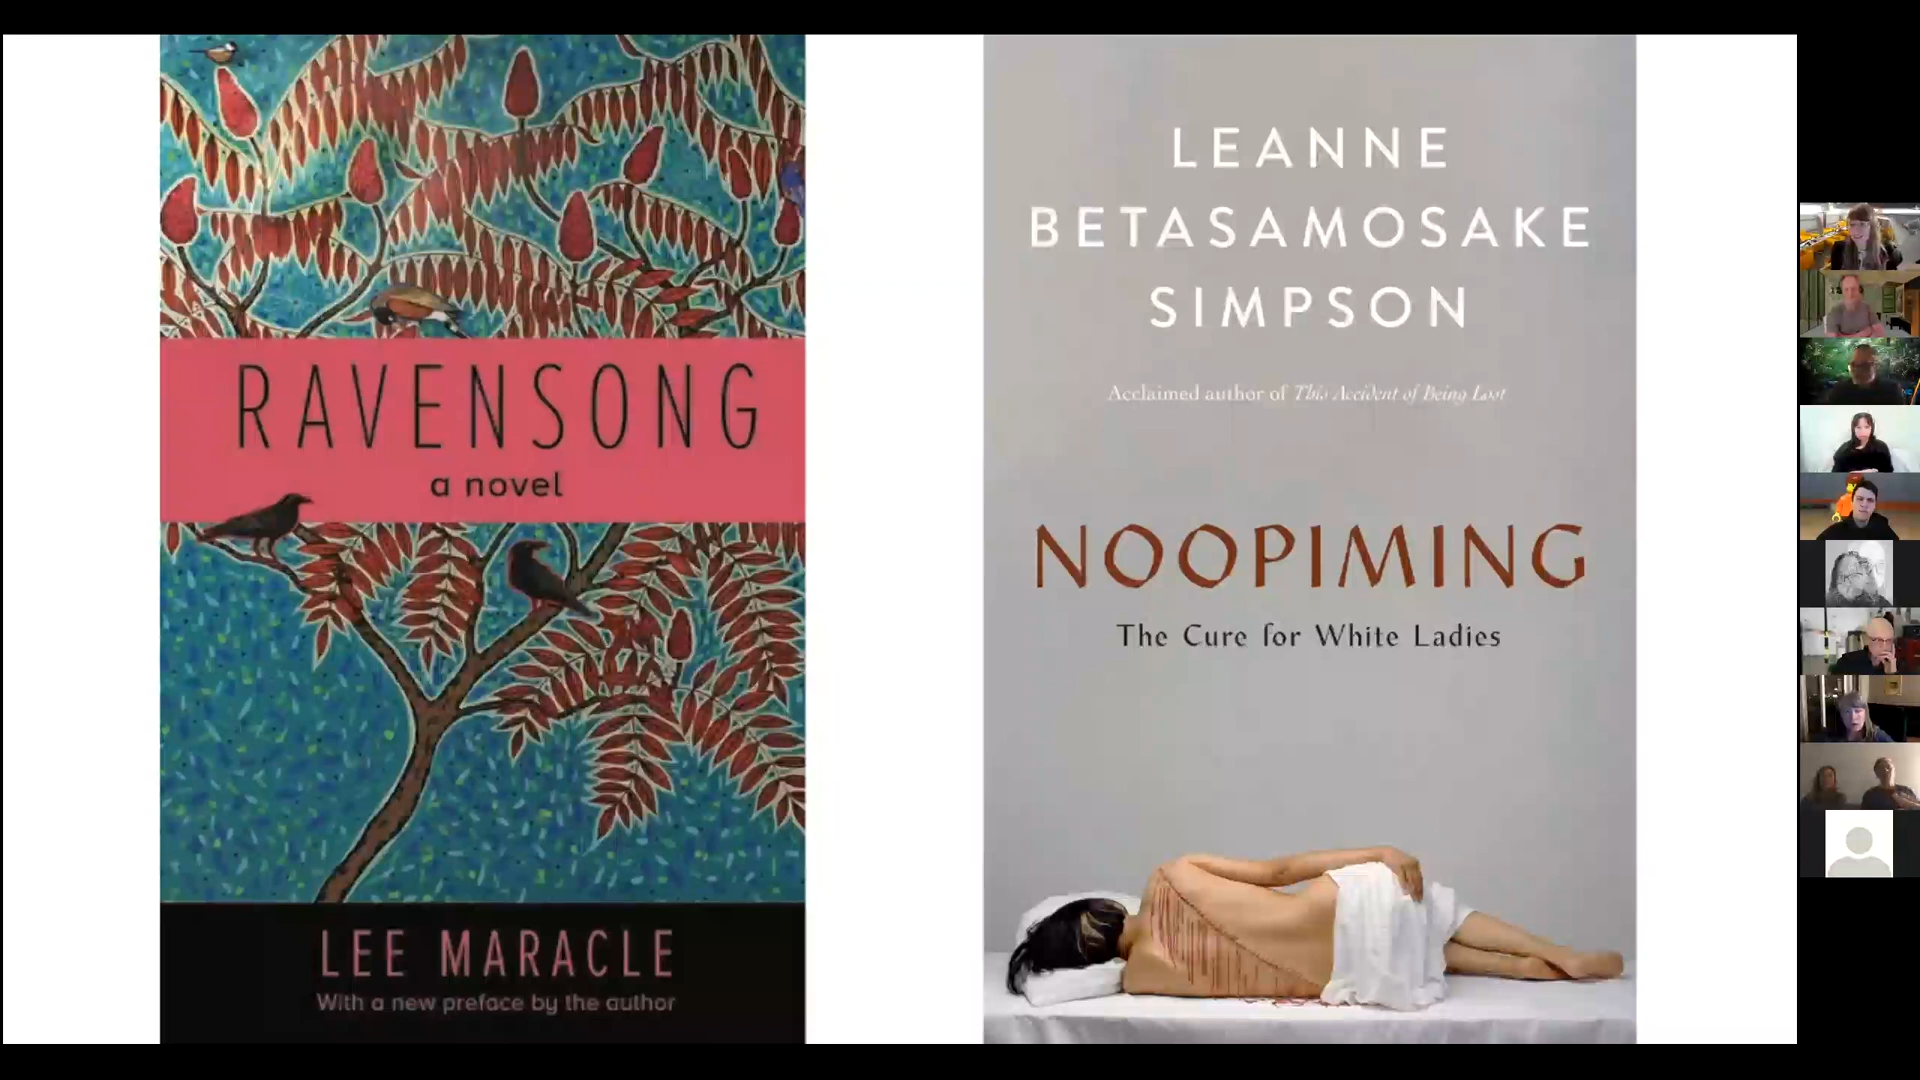 RAVENSONG
a novel
LEE MARACLE
With a new preface by the author
LEANNE
BETASAMOSAKE
SIMPSON
Acclaimed author of This Accident of Being Lost
NOOPIMING
The Cure for White Ladies